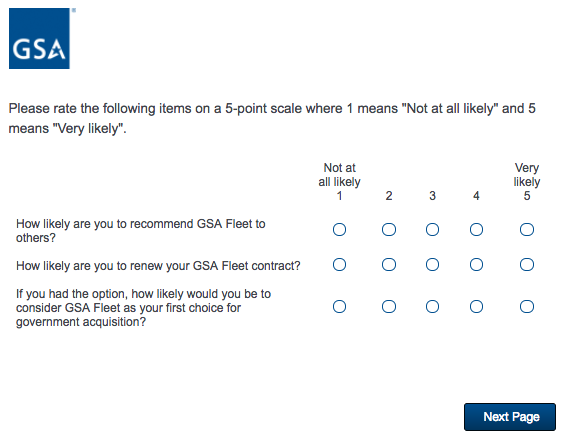 GSA
Please rate the following items on a 5-point scale where 1 means "Not at all likely" and 5
means "Very likely".
Not at
all likely
1
2
3
4
Very
likely
5
How likely are you to recommend GSA Fleet to
others?
How likely are you to renew your GSA Fleet contract?
If you had the option, how likely would you be to
consider GSA Fleet as your first choice for
government acquisition?
Next Page